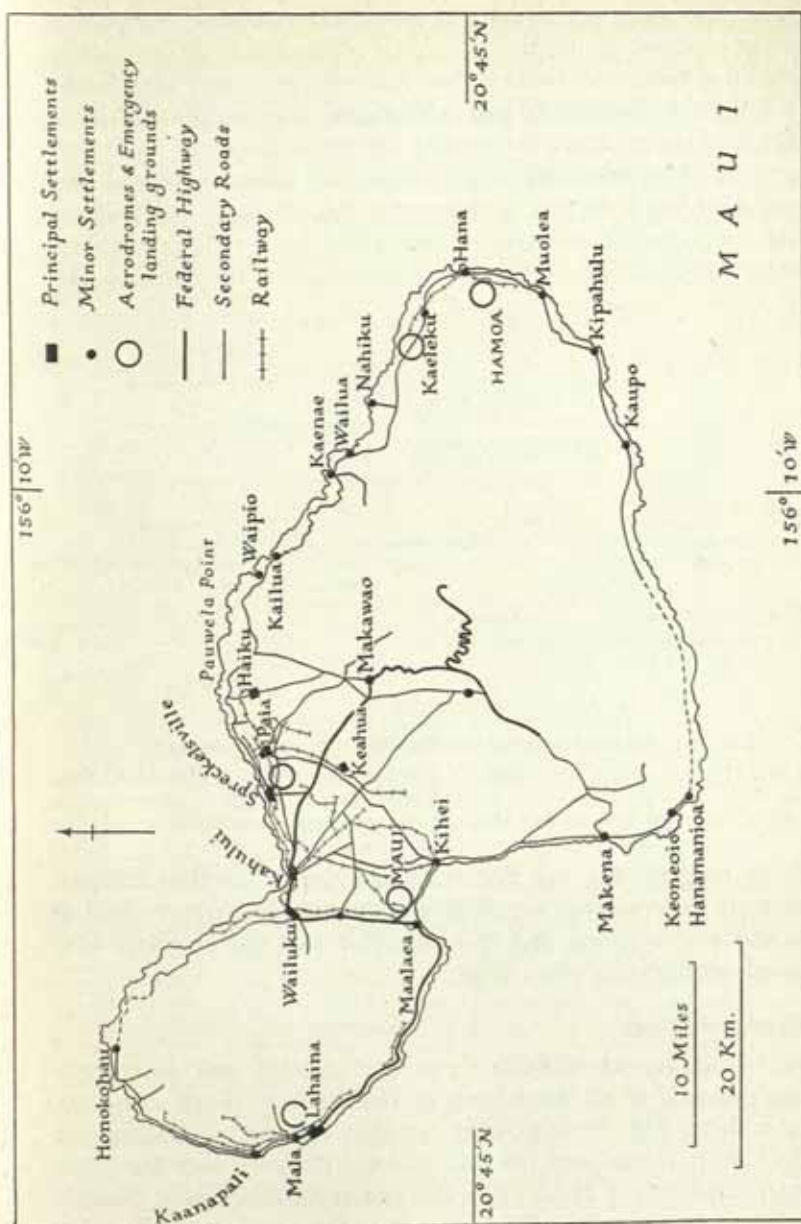 156° 10'W
Principal Settlements
Minor Settlements
Aerodromes & Emergency
landing grounds
Federal Highway
Secondary Roads
Railway
20° 45'N
MAUI
Honokohau
Kaanapali
Mala
Lahaina
Wailuku
Kahului
Spreckelsville
Paia
Haiku
Pauwela Point
Waipio
Kailua
Kaenae
Wailua
Nahiku
Kaeleku
Hana
HAMOA
Muolea
Kipahulu
Kaupo
Makawao
Keahua
MAUI
Kihei
Maalaea
Makena
Keoneoio
Hanamanioa
20° 45'N
10 Miles
20 Km.
156° 10'W